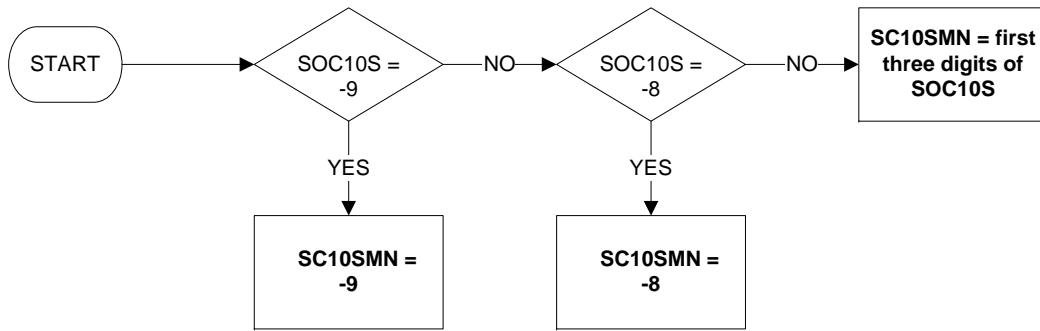 START
SOC10S =
-9
NO
SOC10S =
-8
NO
SC10SMN = first
three digits of
SOC10S
YES
YES
SC10SMN =
-9
SC10SMN =
-8